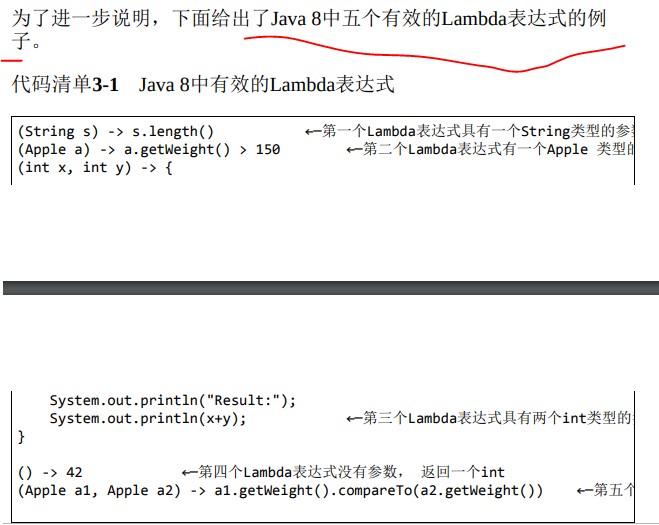 为了进一步说明，下面给出了Java 8中五个有效的Lambda表达式的例
子。
代码清单3-1 Java 8中有效的Lambda表达式
(String s) -> s.length() ←—第一个Lambda表达式具有一个String类型的参
(Apple a) -> a.getWeight() > 150 ←—第二个Lambda表达式有一个Apple 类型的
(int x, int y) -> {
System.out.println("Result:");
System.out.println(x+y); ←—第三个Lambda表达式具有两个int类型的
}
() -> 42 ←—第四个Lambda表达式没有参数， 返回一个int
(Apple a1, Apple a2) -> a1.getWeight().compareTo(a2.getWeight()) ←—第五个